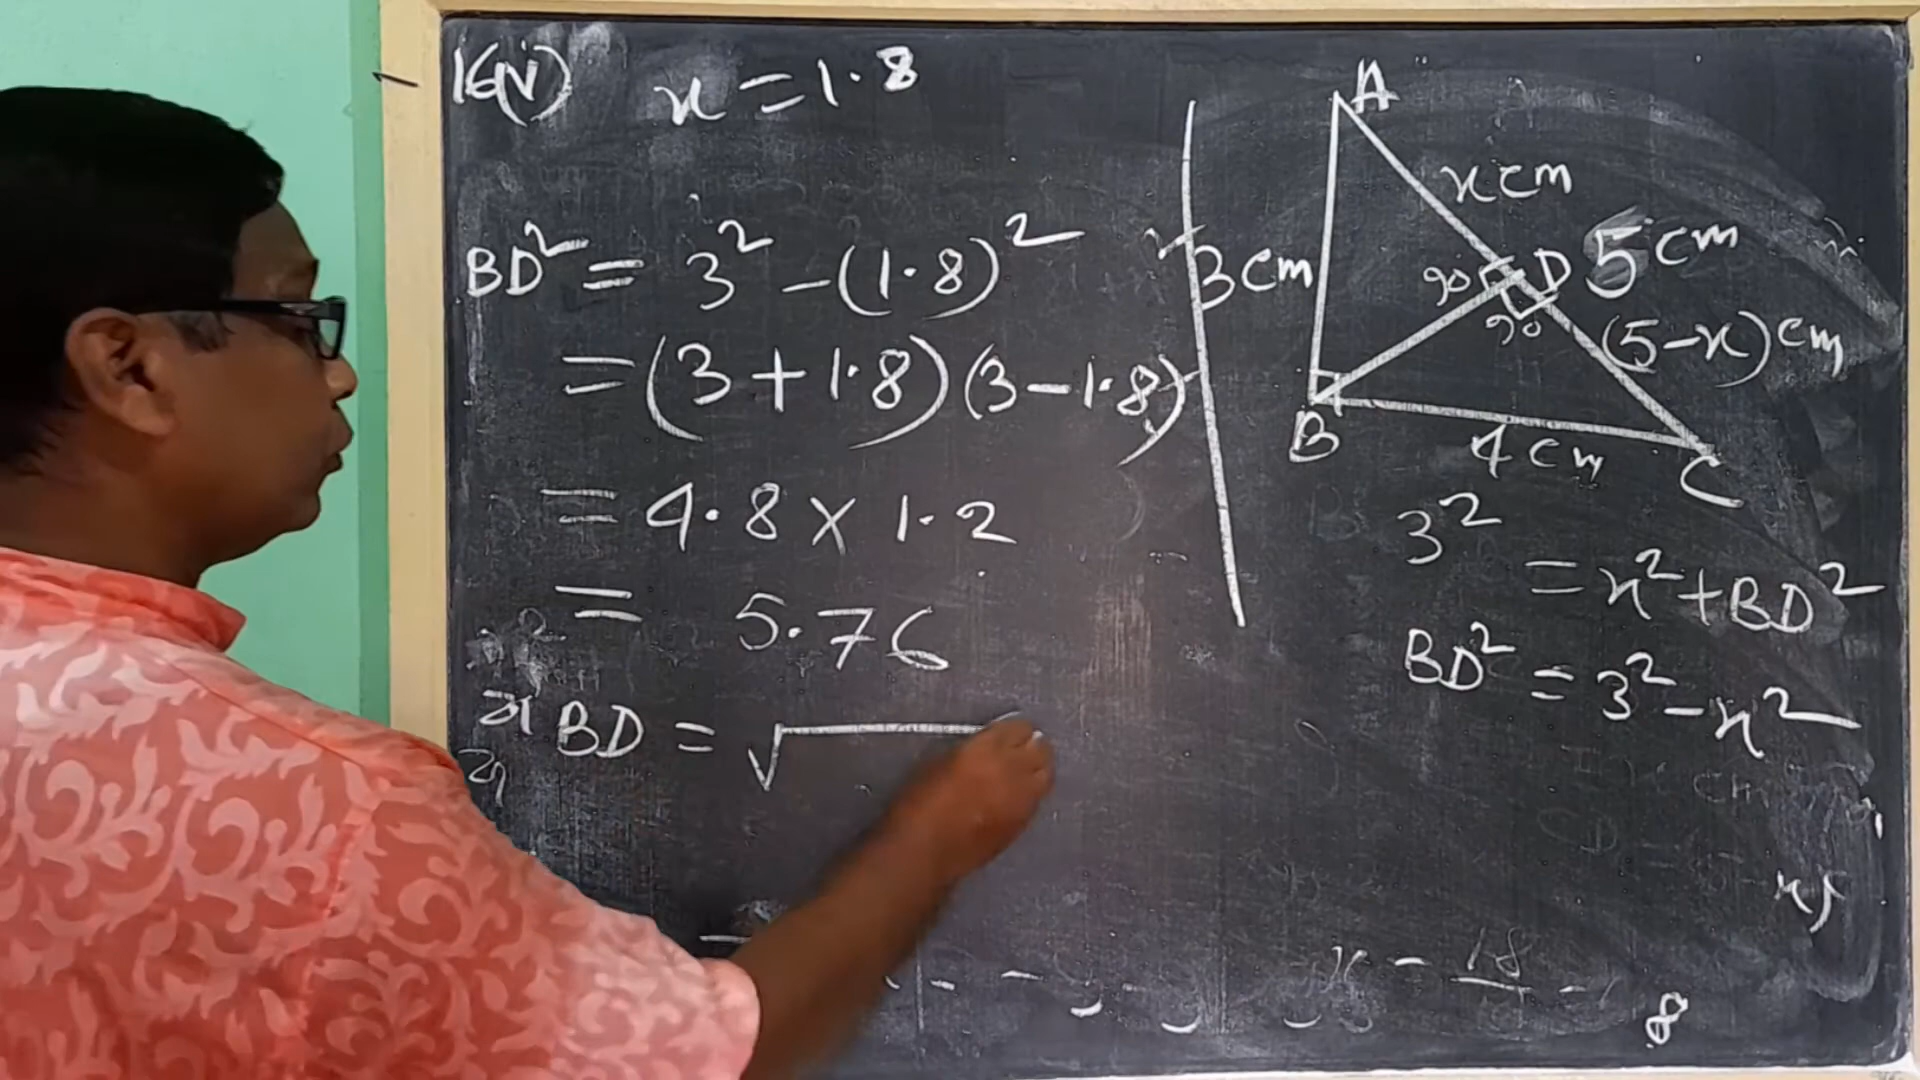 16(iv) x = 1.8
BD² = 3² - (1.8)²
= (3 + 1.8) (3 - 1.8)
= 4.8 × 1.2
= 5.76
বা BD = √
A
x cm
3 cm
90
D
5 cm
90
(5-x) cm
B
4 cm
C
3²
= x² + BD²
BD² = 3² - x²
8